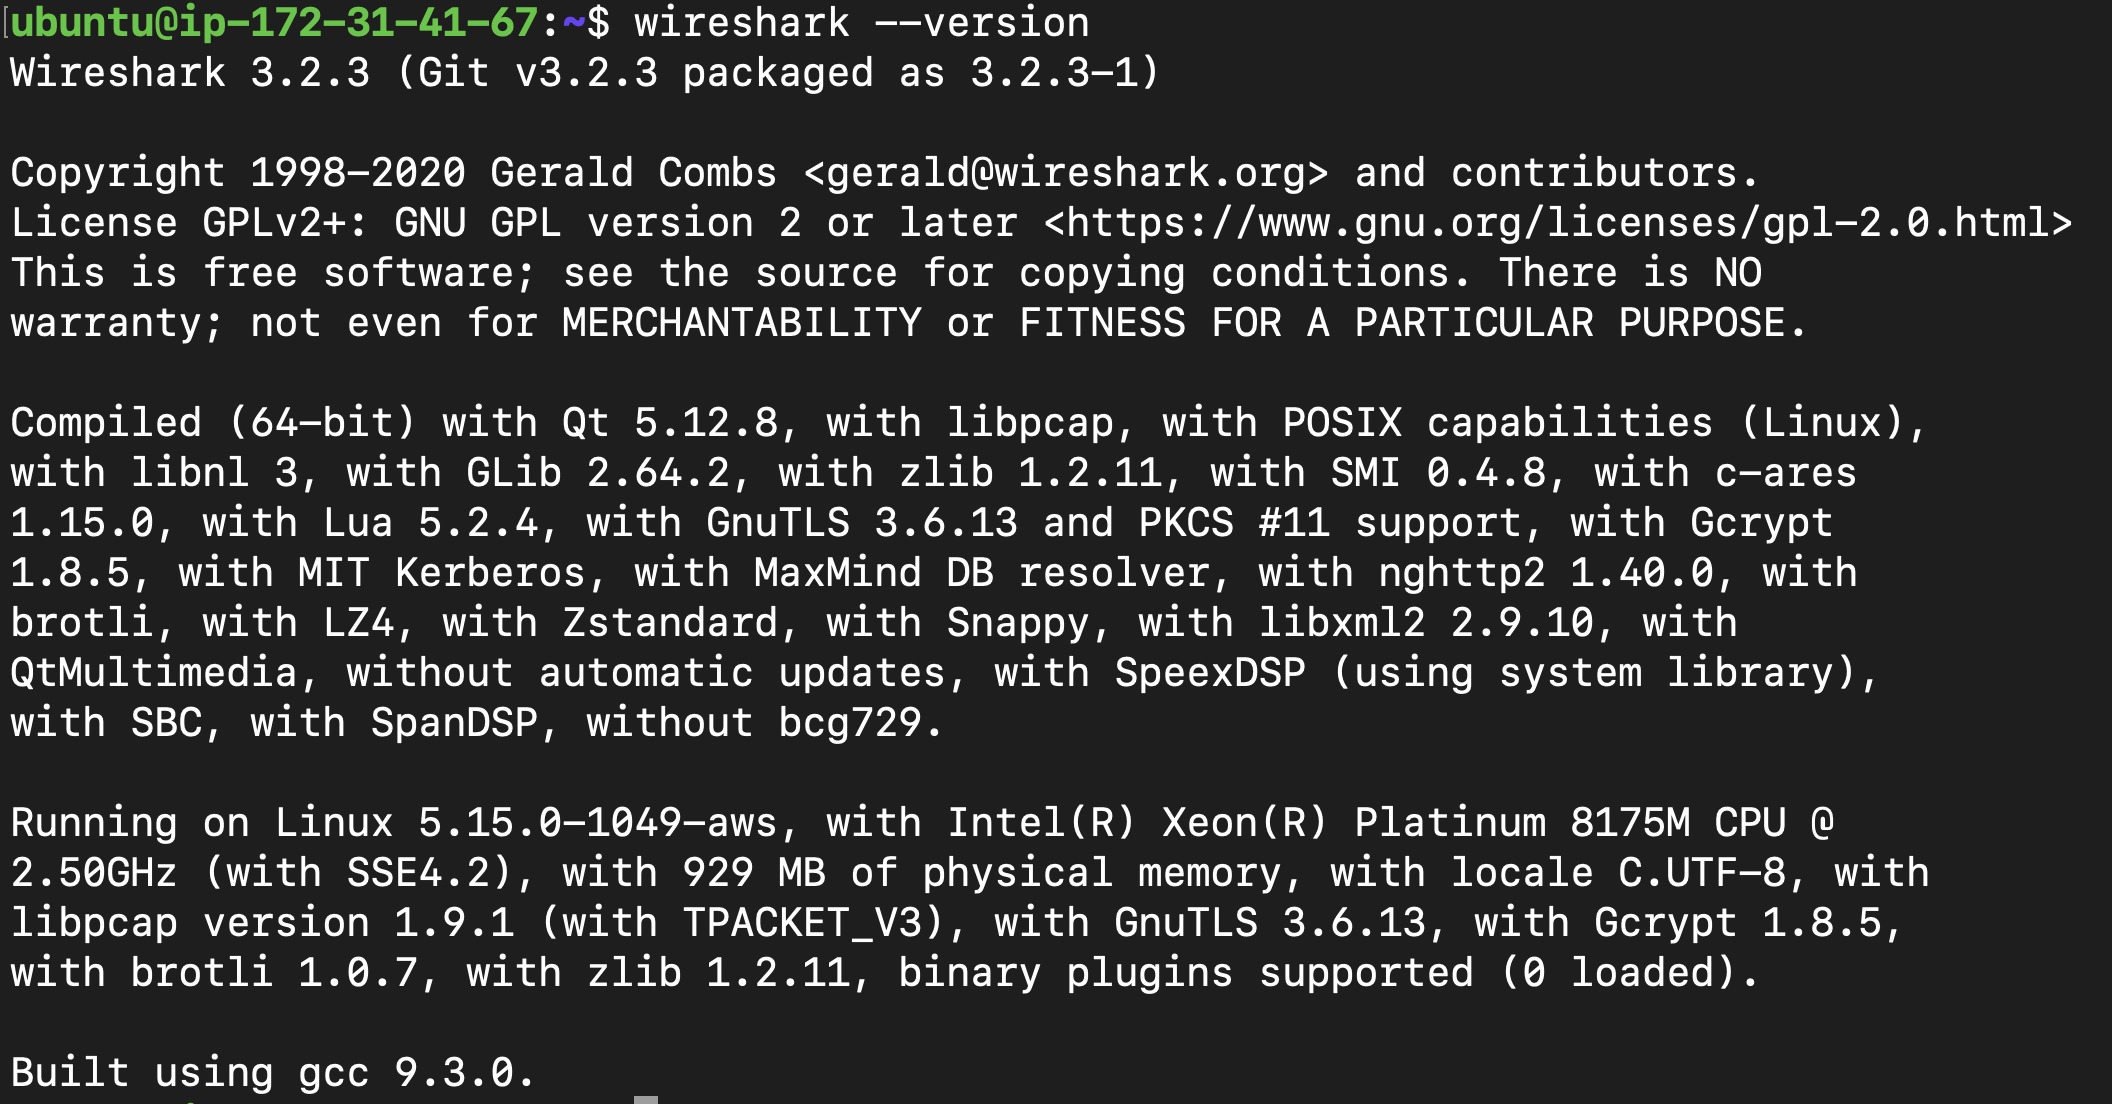 ubuntu@ip-172-31-41-67:~$ wireshark --version
Wireshark 3.2.3 (Git v3.2.3 packaged as 3.2.3-1)
Copyright 1998-2020 Gerald Combs <gerald@wireshark.org> and contributors.
License GPLv2+: GNU GPL version 2 or later <https://www.gnu.org/licenses/gpl-2.0.html>
This is free software; see the source for copying conditions. There is NO
warranty; not even for MERCHANTABILITY or FITNESS FOR A PARTICULAR PURPOSE.
Compiled (64-bit) with Qt 5.12.8, with libpcap, with POSIX capabilities (Linux),
with libnl 3, with GLib 2.64.2, with zlib 1.2.11, with SMI 0.4.8, with c-ares
1.15.0, with Lua 5.2.4, with GnuTLS 3.6.13 and PKCS #11 support, with Gcrypt
1.8.5, with MIT Kerberos, with MaxMind DB resolver, with nghttp2 1.40.0, with
brotli, with LZ4, with Zstandard, with Snappy, with libxml2 2.9.10, with
QtMultimedia, without automatic updates, with SpeexDSP (using system library),
with SBC, with SpanDSP, without bcg729.
Running on Linux 5.15.0-1049-aws, with Intel(R) Xeon(R) Platinum 8175M CPU @
2.50GHz (with SSE4.2), with 929 MB of physical memory, with locale C.UTF-8, with
libpcap version 1.9.1 (with TPACKET_V3), with GnuTLS 3.6.13, with Gcrypt 1.8.5,
with brotli 1.0.7, with zlib 1.2.11, binary plugins supported (0 loaded).
Built using gcc 9.3.0.